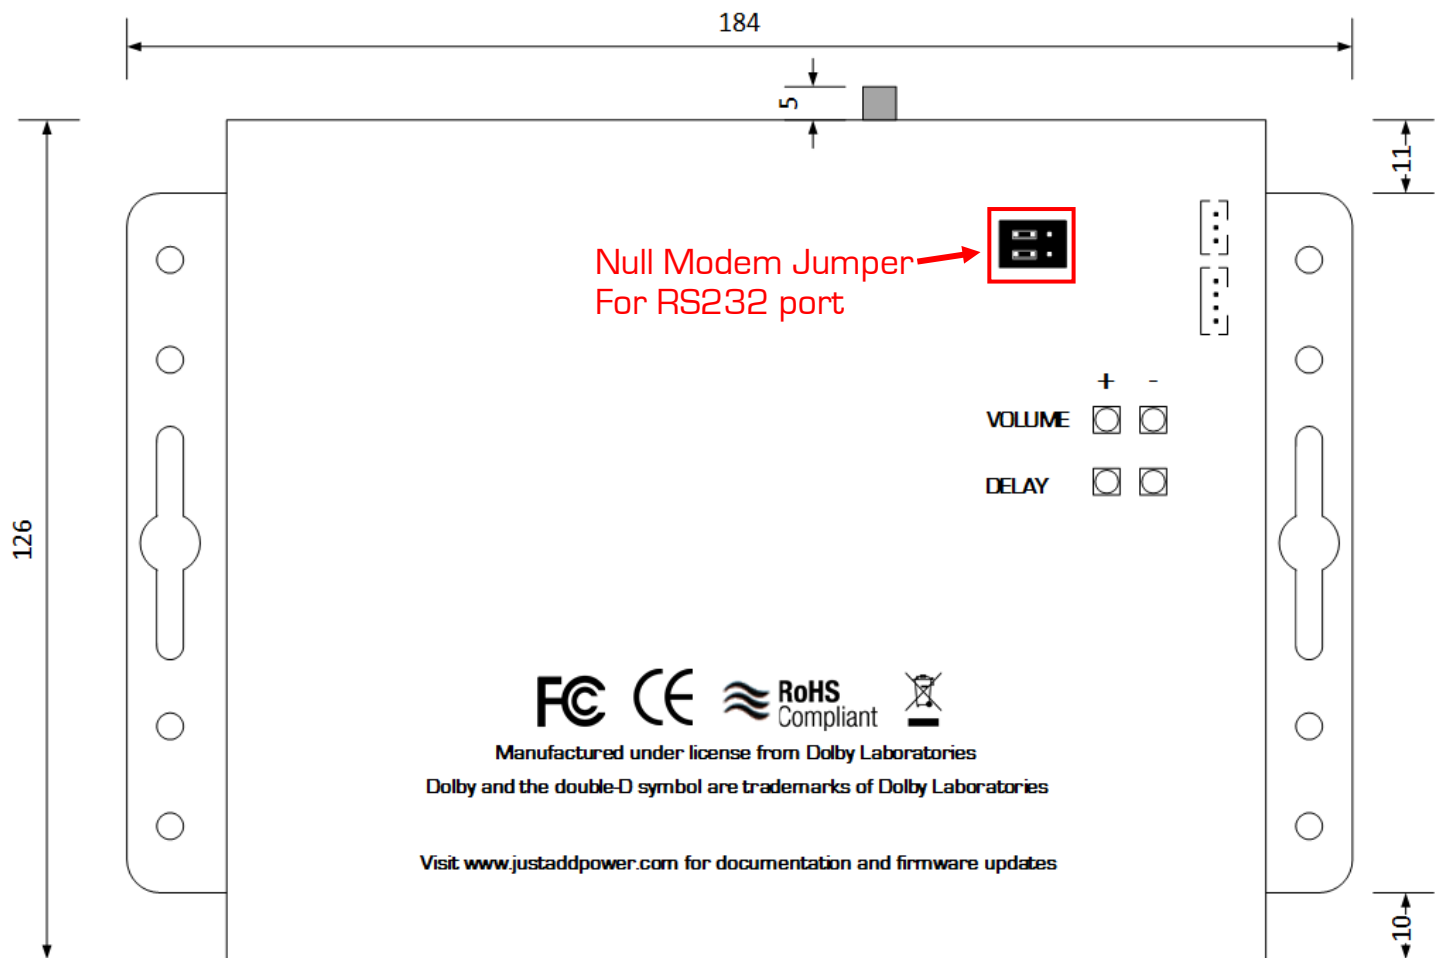 184
5
11
Null Modem Jumper
For RS232 port
+ -
VOLUME
DELAY
126
FC CE RoHS
Compliant
Manufactured under license from Dolby Laboratories
Dolby and the double-D symbol are trademarks of Dolby Laboratories
Visit www.justaddpower.com for documentation and firmware updates
10